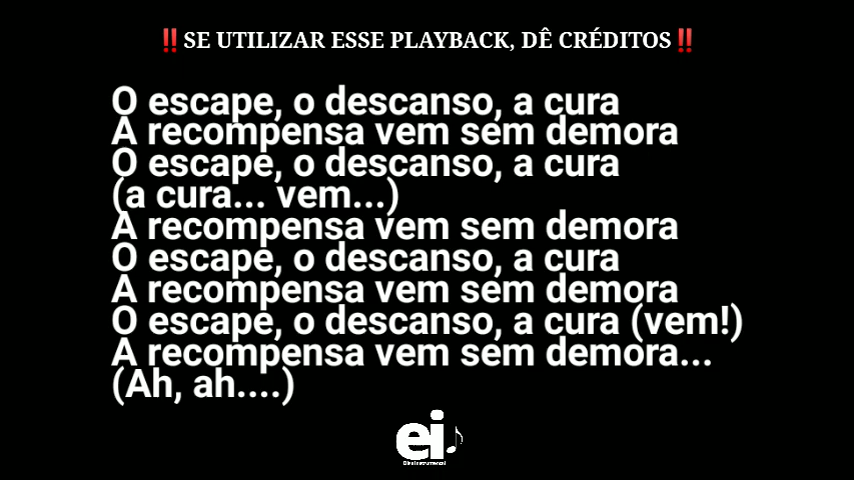 ‼️SE UTILIZAR ESSE PLAYBACK, DÊ CRÉDITOS‼️
O escape, o descanso, a cura
A recompensa vem sem demora
O escape, o descanso, a cura
(a cura... vem...)
A recompensa vem sem demora
O escape, o descanso, a cura
A recompensa vem sem demora
O escape, o descanso, a cura (vem!)
A recompensa vem sem demora...
(Ah, ah....)
ei